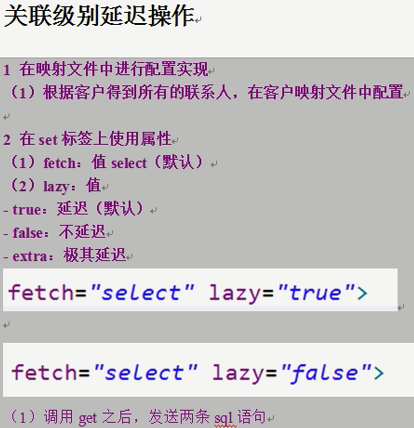 关联级别延迟操作
1 在映射文件中进行配置实现
（1）根据客户得到所有的联系人，在客户映射文件中配置
2 在 set 标签上使用属性
（1）fetch：值 select（默认）
（2）lazy：值
- true：延迟（默认）
- false：不延迟
- extra：极其延迟
fetch="select" lazy="true">
fetch="select" lazy="false">
（1）调用 get 之后，发送两条 sql 语句